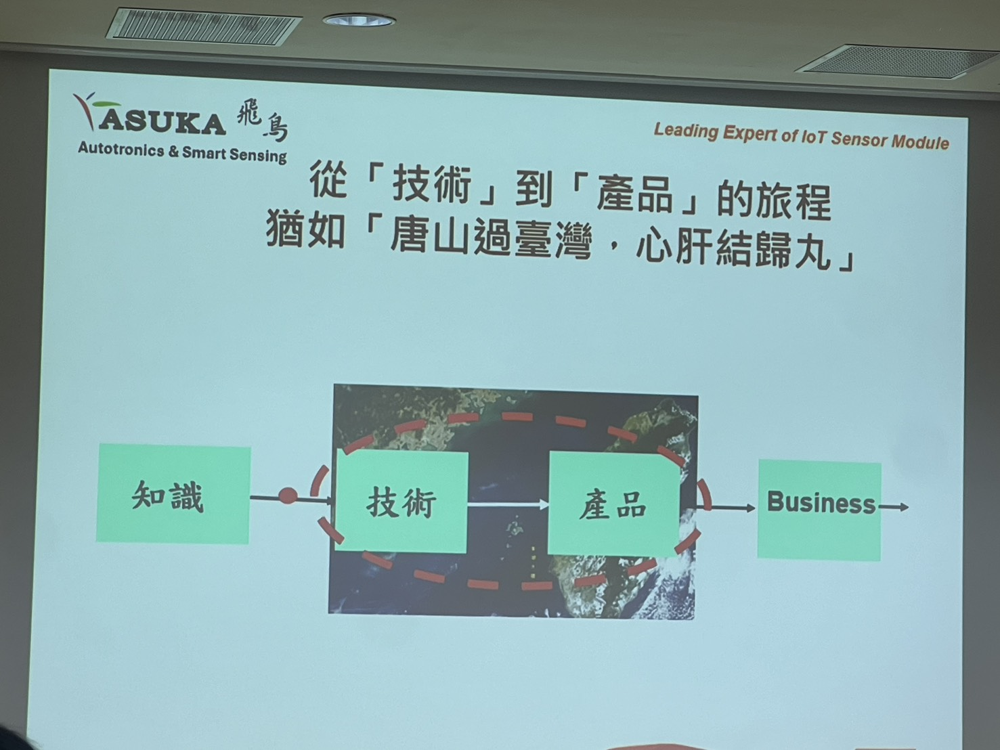 ASUKA 飛鳥
Autotronics & Smart Sensing
Leading Expert of IoT Sensor Module
從「技術」到「產品」的旅程
猶如「唐山過臺灣，心肝結歸丸」
知識
技術
產品
Business